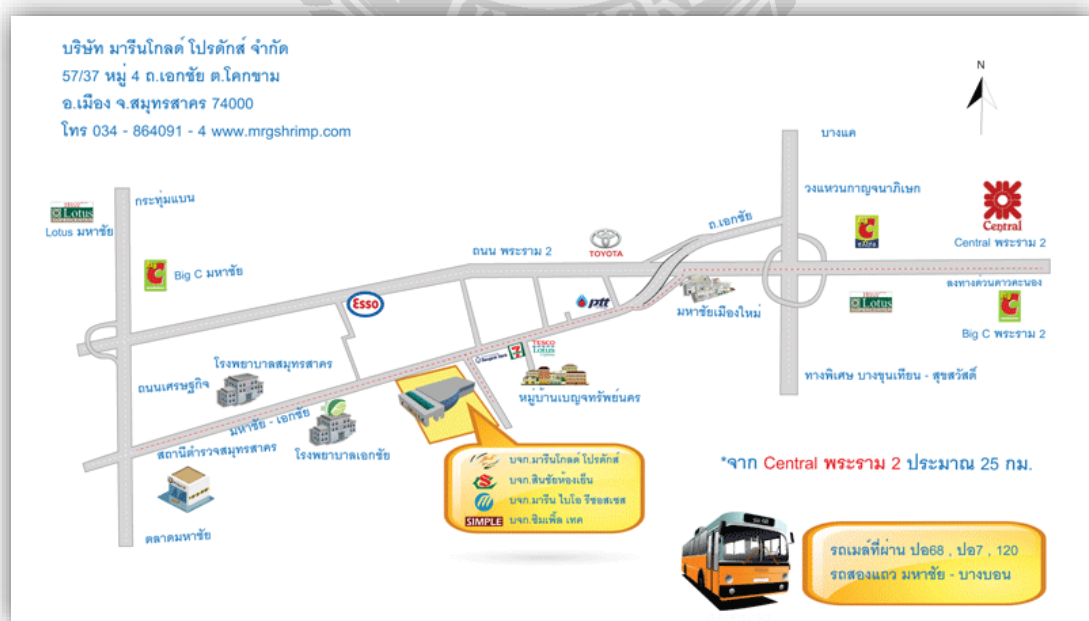 บริษัท มารีนโกลด์ โปรดักส์ จำกัด
57/37 หมู่ 4 ถ.เอกชัย ต.โคกขาม
อ.เมือง จ.สมุทรสาคร 74000
โทร 034 - 864091 - 4 www.mrgshrimp.com
N
บางแค
กระทุ่มแบน
วงแหวนกาญจนาภิเษก
Lotus
Lotus มหาชัย
ถ.เอกชัย
Central
Central พระราม 2
TOYOTA
ถนน พระราม 2
Big C มหาชัย
ลงทางด่วนดาวคะนอง
Esso
ptt
มหาชัยเมืองใหม่
Lotus
Big C พระราม 2
TESCO
Lotus
โรงพยาบาลสมุทรสาคร
ถนนเศรษฐกิจ
หมู่บ้านเบญจทรัพย์นคร
ทางพิเศษ บางขุนเทียน - สุขสวัสดิ์
มหาชัย - เอกชัย
สถานีตำรวจสมุทรสาคร
โรงพยาบาลเอกชัย
บจก.มารีนโกลด์ โปรดักส์
บจก.สินชัยห้องเย็น
บจก.มารีน ไบโอ รีซอสเซส
SIMPLE บจก.ซิมเพิ้ล เทค
*จาก Central พระราม 2 ประมาณ 25 กม.
ตลาดมหาชัย
รถเมล์ที่ผ่าน ปอ68 , ปอ7 , 120
รถสองแถว มหาชัย - บางบอน